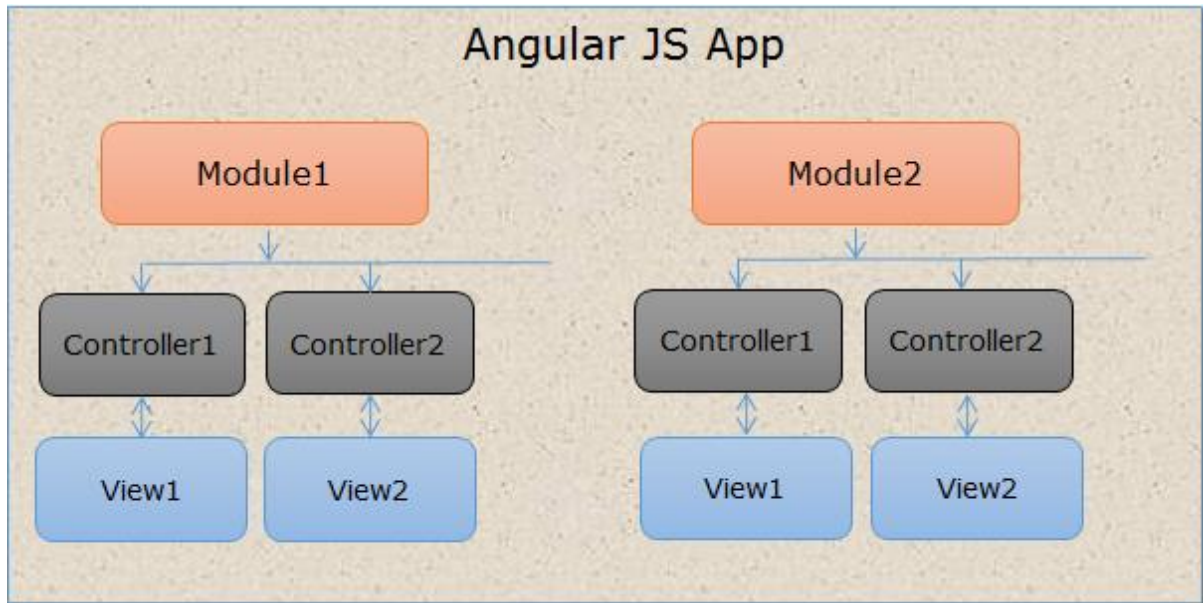 Angular JS App
Module1
Module2
Controller1
Controller2
Controller1
Controller2
View1
View2
View1
View2